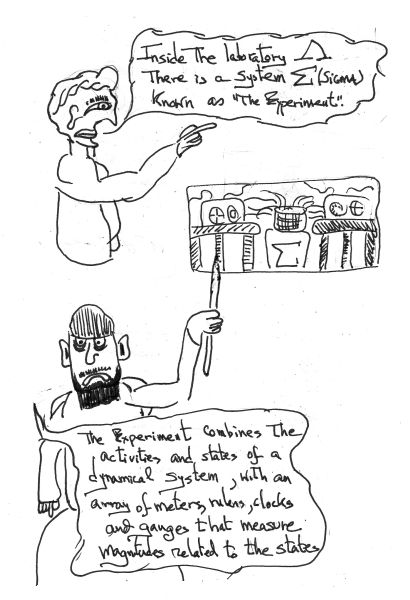 Inside The laboratory Λ
There is a system Σ (sigma)
Known as "The Experiment".
Σ
The Experiment combines The
activities and states of a
dynamical system, with an
array of meters, rulers, clocks
and gauges that measure
magnitudes related to the states